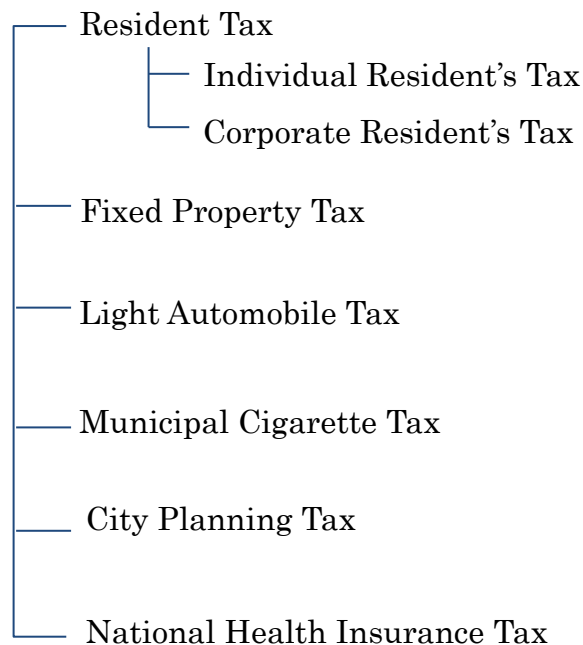 Resident Tax
Individual Resident’s Tax
Corporate Resident’s Tax
Fixed Property Tax
Light Automobile Tax
Municipal Cigarette Tax
City Planning Tax
National Health Insurance Tax